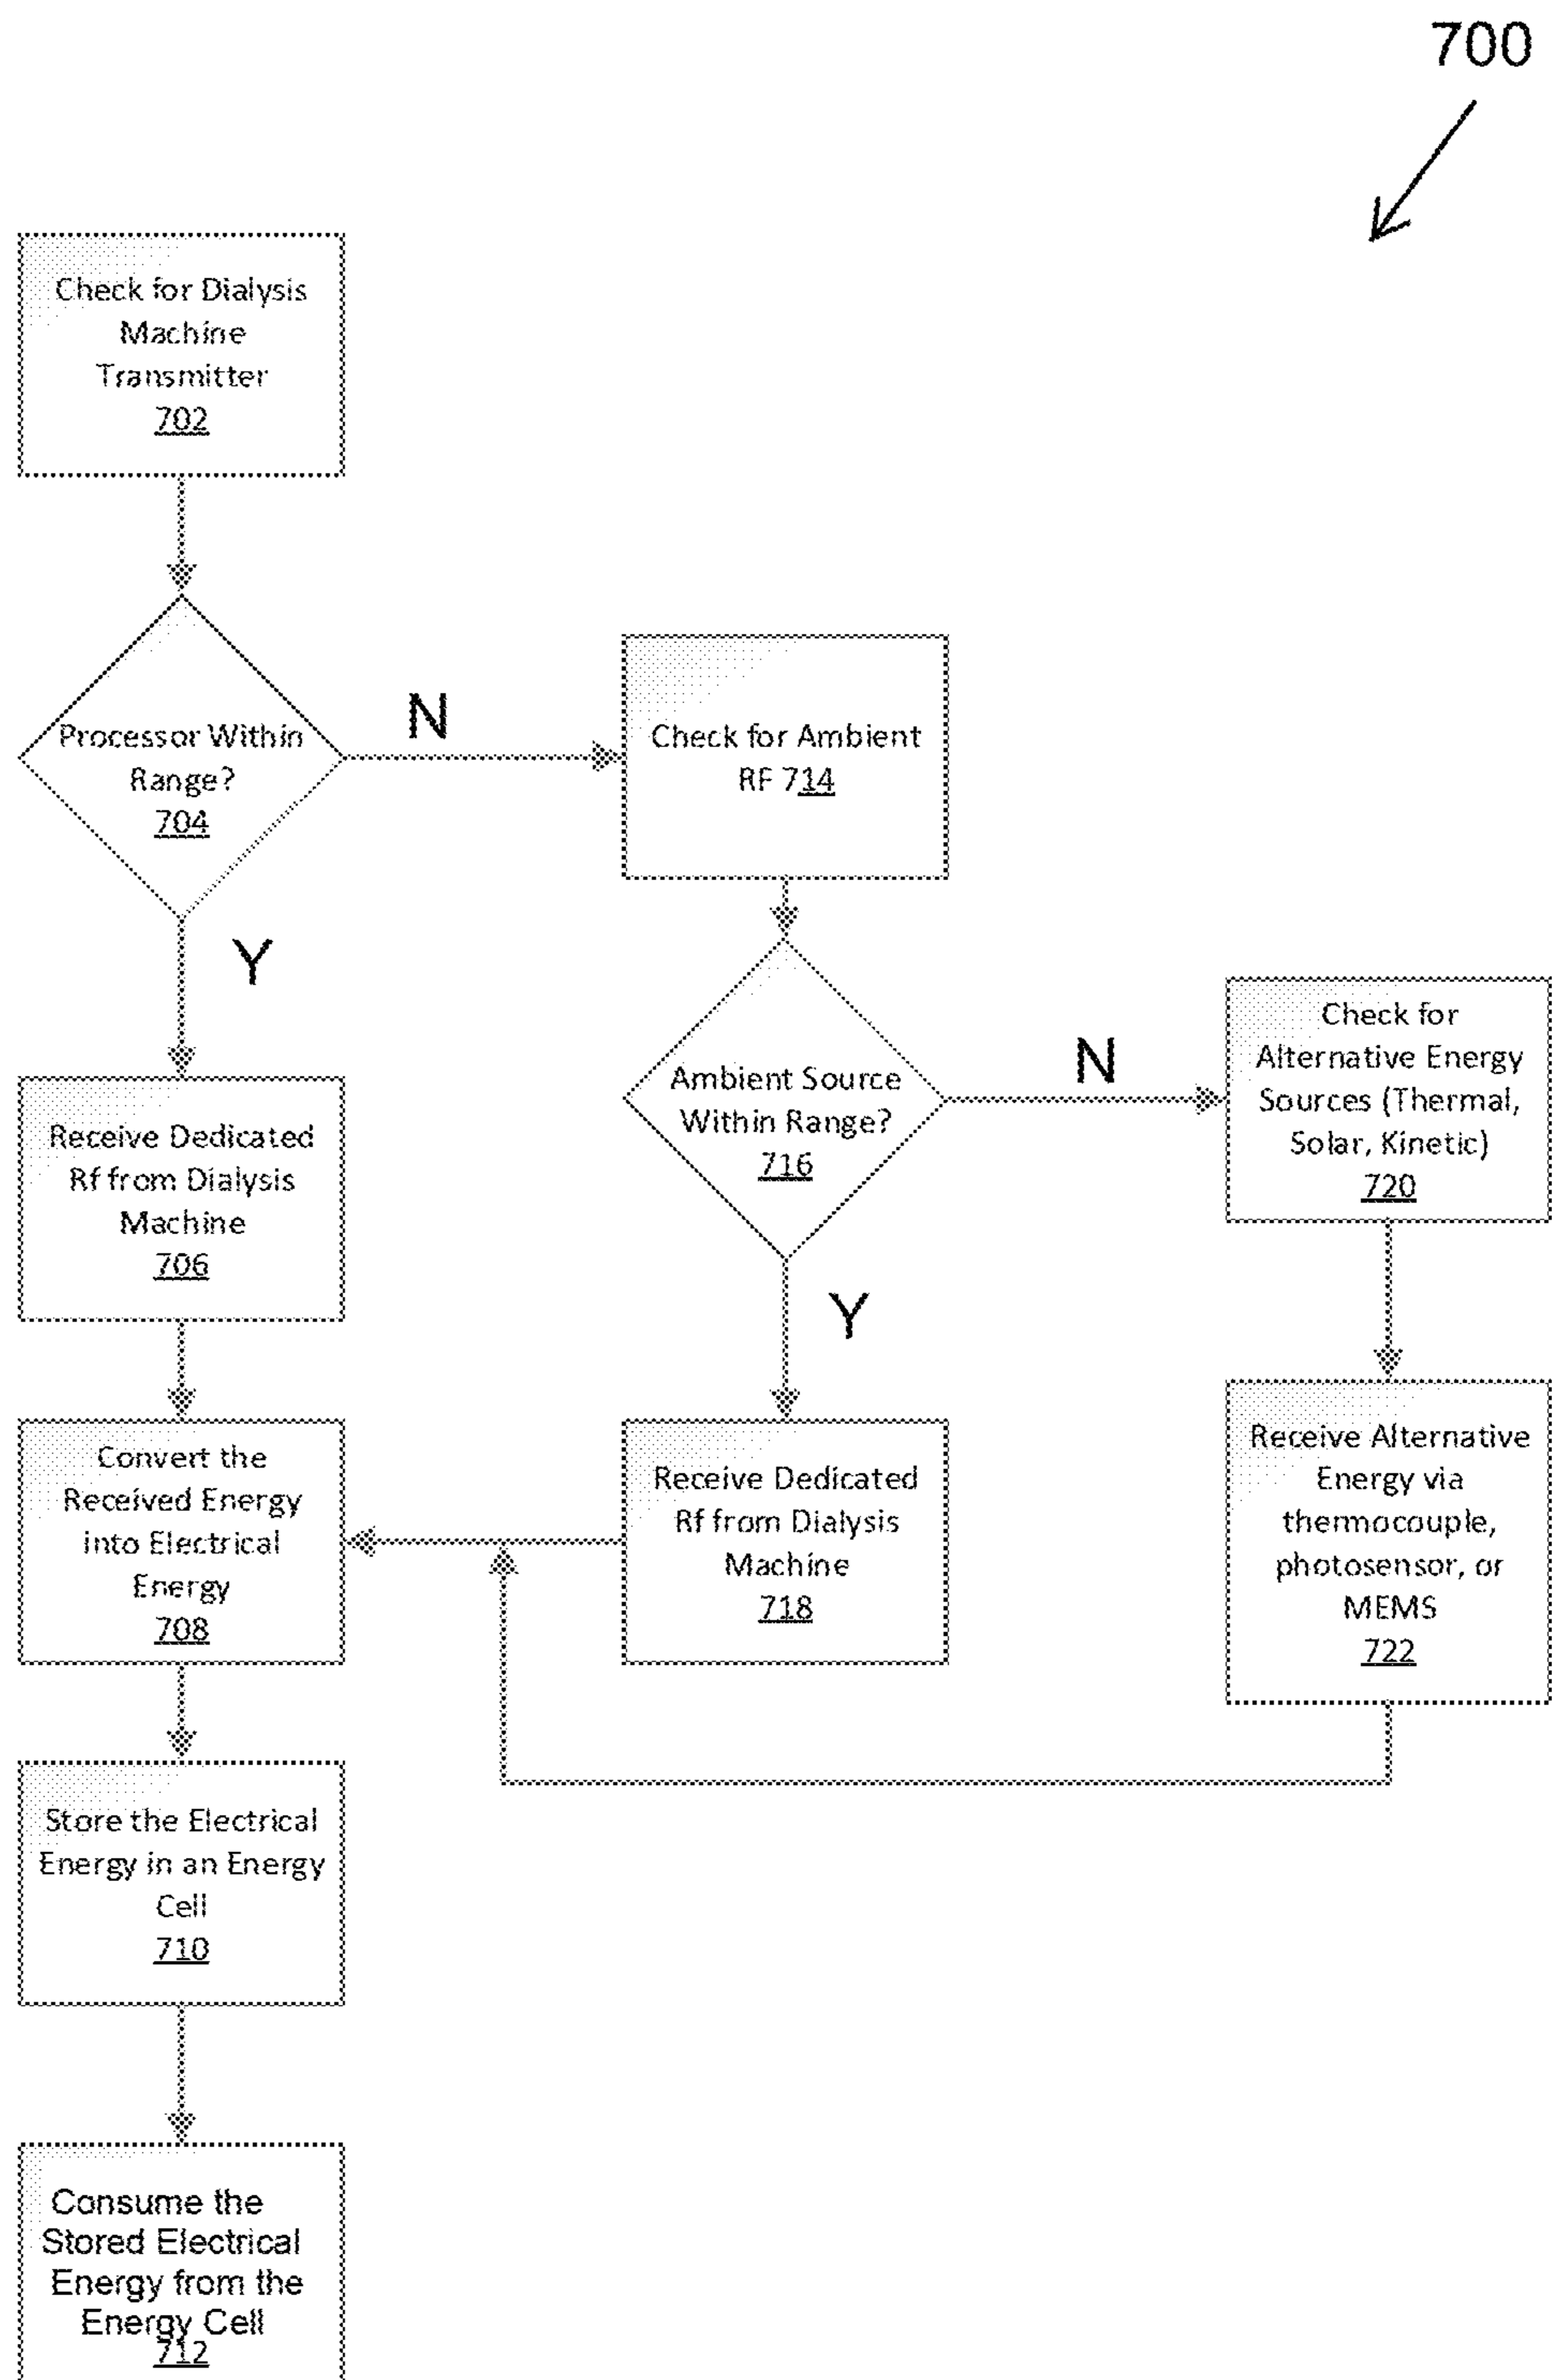 700
Check for Dialysis
Machine
Transmitter
702
Processor Within
Range?
704
N
Y
Check for Ambient
RF 714
Ambient Source
Within Range?
716
N
Y
Check for
Alternative Energy
Sources (Thermal,
Solar, Kinetic)
720
Receive Dedicated
Rf from Dialysis
Machine
706
Convert the
Received Energy
into Electrical
Energy
708
Receive Dedicated
Rf from Dialysis
Machine
718
Receive Alternative
Energy via
thermocouple,
photosensor, or
MEMS
722
Store the Electrical
Energy in an Energy
Cell
710
Consume the
Stored Electrical
Energy from the
Energy Cell
712